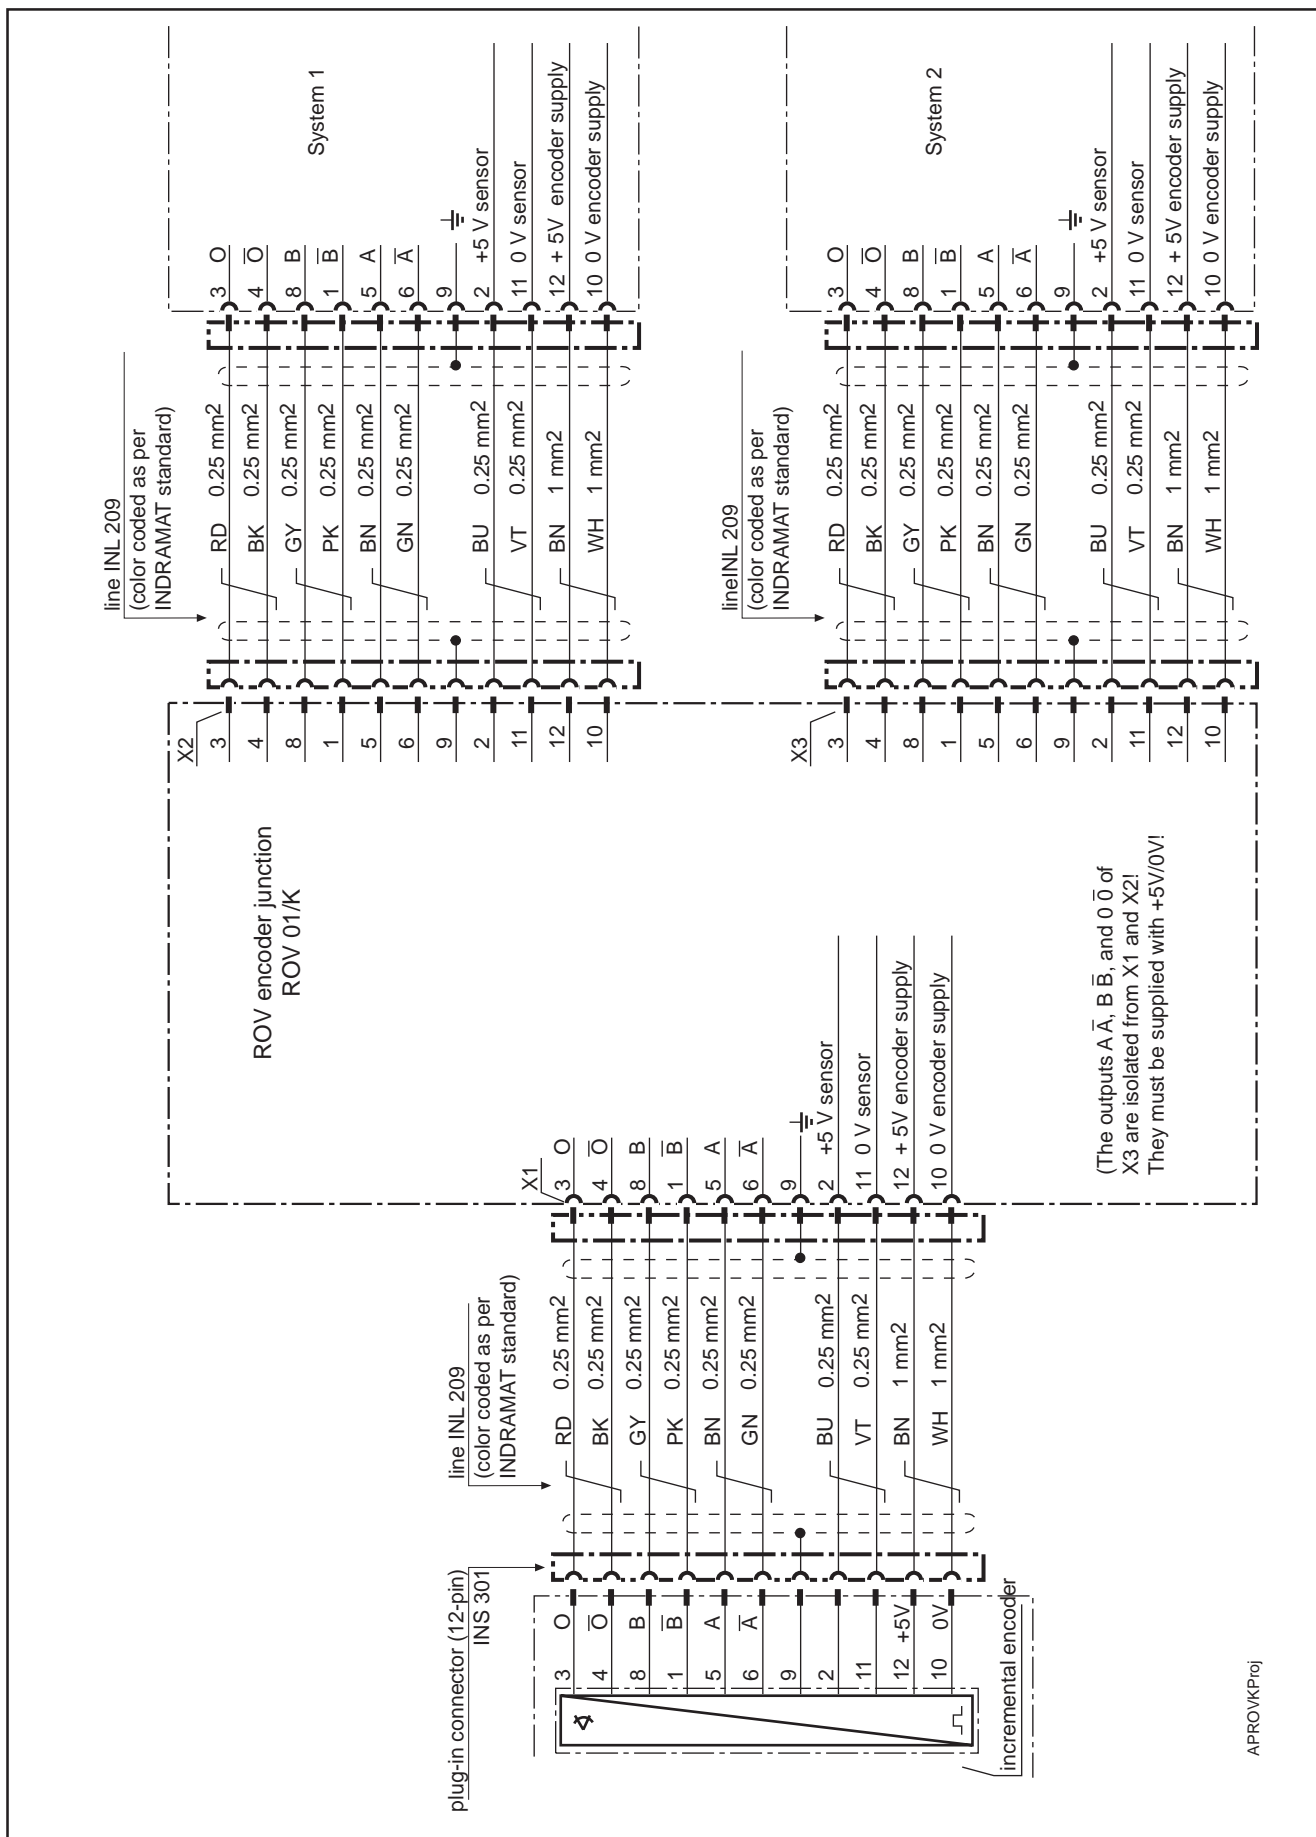 plug-in connector (12-pin)
INS 301
incremental encoder
3 O
4 O̅
8 B
1 B̅
5 A
6 A̅
9
2
11
12 +5V
10 0V
line INL 209
(color coded as per
INDRAMAT standard)
RD 0.25 mm2
BK 0.25 mm2
GY 0.25 mm2
PK 0.25 mm2
BN 0.25 mm2
GN 0.25 mm2
BU 0.25 mm2
VT 0.25 mm2
BN 1 mm2
WH 1 mm2
X1
3 O
4 O̅
8 B
1 B̅
5 A
6 A̅
9
2 +5 V sensor
11 0 V sensor
12 + 5V encoder supply
10 0 V encoder supply
ROV encoder junction
ROV 01/K
(The outputs A A̅, B B̅, and 0 0̅ of
X3 are isolated from X1 and X2!
They must be supplied with +5V/0V!
X2
3
4
8
1
5
6
9
2
11
12
10
line INL 209
(color coded as per
INDRAMAT standard)
RD 0.25 mm2
BK 0.25 mm2
GY 0.25 mm2
PK 0.25 mm2
BN 0.25 mm2
GN 0.25 mm2
BU 0.25 mm2
VT 0.25 mm2
BN 1 mm2
WH 1 mm2
System 1
3 O
4 O̅
8 B
1 B̅
5 A
6 A̅
9
2 +5 V sensor
11 0 V sensor
12 + 5V encoder supply
10 0 V encoder supply
X3
3
4
8
1
5
6
9
2
11
12
10
lineINL 209
(color coded as per
INDRAMAT standard)
RD 0.25 mm2
BK 0.25 mm2
GY 0.25 mm2
PK 0.25 mm2
BN 0.25 mm2
GN 0.25 mm2
BU 0.25 mm2
VT 0.25 mm2
BN 1 mm2
WH 1 mm2
System 2
3 O
4 O̅
8 B
1 B̅
5 A
6 A̅
9
2 +5 V sensor
11 0 V sensor
12 + 5V encoder supply
10 0 V encoder supply
APROVKProj